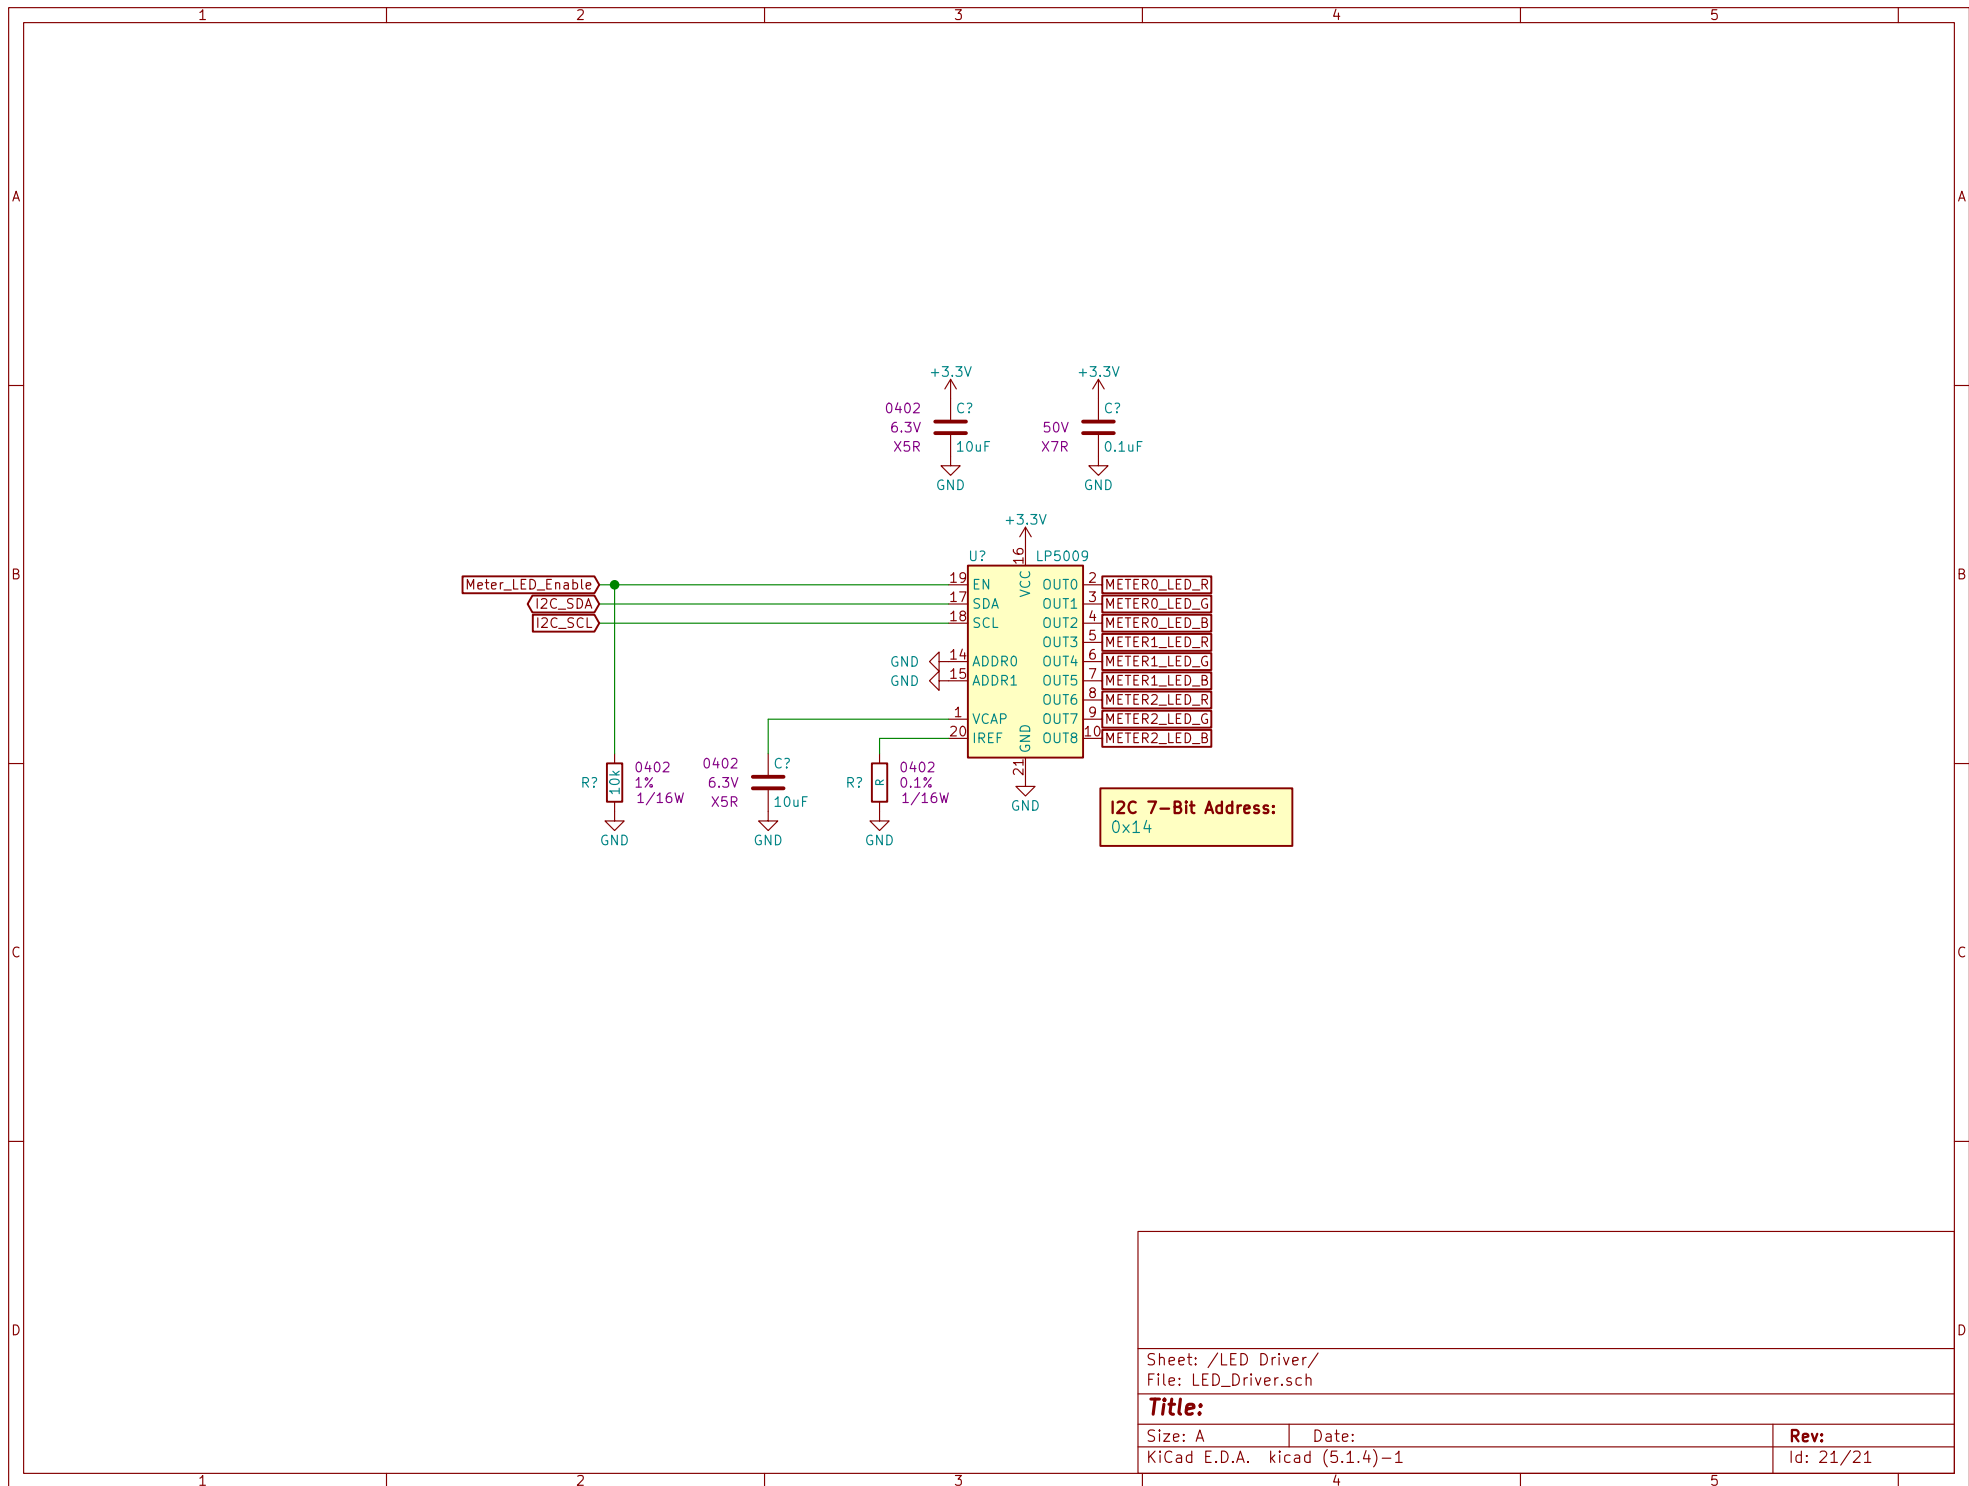 1 2 3 4 5
A A
+3.3V +3.3V
0402 C? C?
6.3V 50V
X5R 10uF X7R 0.1uF
GND GND
+3.3V
U? 16 LP5009
B B
Meter_LED_Enable 19 EN VCC OUT0 2 METER0_LED_R
I2C_SDA 17 SDA OUT1 3 METER0_LED_G
I2C_SCL 18 SCL OUT2 4 METER0_LED_B
OUT3 5 METER1_LED_R
GND 14 ADDR0 OUT4 6 METER1_LED_G
GND 15 ADDR1 OUT5 7 METER1_LED_B
OUT6 8 METER2_LED_R
1 VCAP OUT7 9 METER2_LED_G
20 IREF GND OUT8 10 METER2_LED_B
21
GND
R? 10k 0402
1%
1/16W
GND
0402 C?
6.3V
X5R 10uF
GND
R? R 0402
0.1%
1/16W
GND
I2C 7-Bit Address:
0x14
C C
D D
Sheet: /LED Driver/
File: LED_Driver.sch
Title:
Size: A Date: Rev:
KiCad E.D.A. kicad (5.1.4)-1 Id: 21/21
1 2 3 4 5